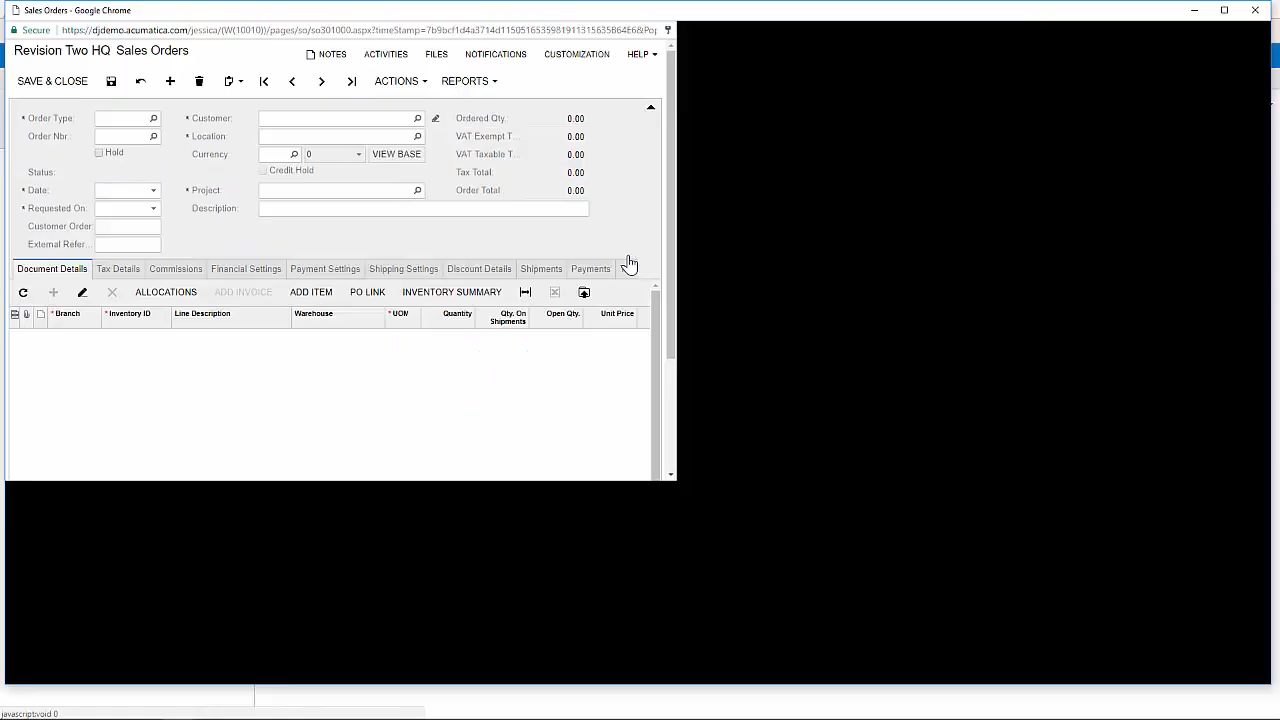 Sales Orders - Google Chrome
Secure https://djdemo.acumatica.com/jessica/(W(10010))/pages/so/so301000.aspx?timeStamp=7b9bcf1d4a3714d1150516535981911315635B64E6&Pop
Revision Two HQ Sales Orders
NOTES ACTIVITIES FILES NOTIFICATIONS CUSTOMIZATION HELP
SAVE & CLOSE ACTIONS REPORTS
* Order Type: * Customer: Ordered Qty.: 0.00
Order Nbr.: * Location: VAT Exempt T... 0.00
Hold Currency 0 VIEW BASE VAT Taxable T... 0.00
Status: Credit Hold Tax Total: 0.00
* Date: * Project: Order Total: 0.00
* Requested On: Description:
Customer Order
External Refer...
Document Details Tax Details Commissions Financial Settings Payment Settings Shipping Settings Discount Details Shipments Payments
ALLOCATIONS ADD INVOICE ADD ITEM PO LINK INVENTORY SUMMARY
* Branch * Inventory ID Line Description Warehouse * UOM Quantity Qty. On Shipments Open Qty. Unit Price
javascript:void 0